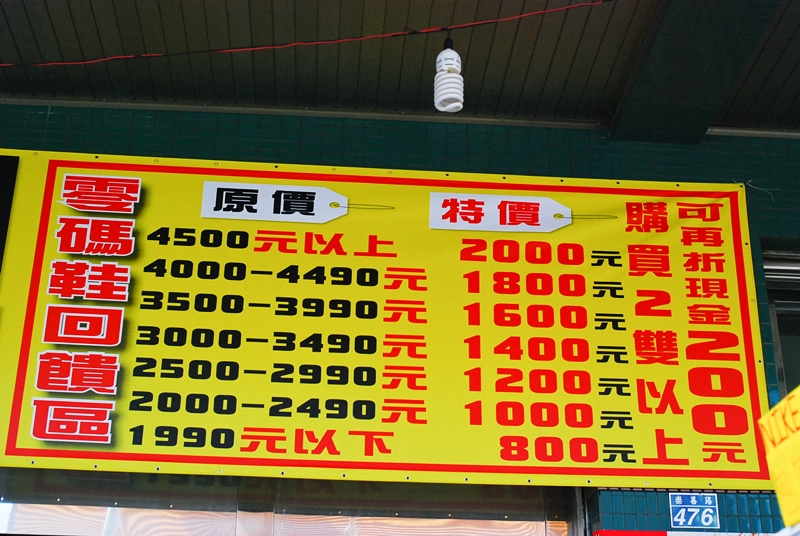 零碼鞋回饋區
原價
特價
4500元以上
2000元
4000-4490元
1800元
3500-3990元
1600元
3000-3490元
1400元
2500-2990元
1200元
2000-2490元
1000元
1990元以下
800元
購買2雙以上
可再折現金200元
NIKE
崇善路
476